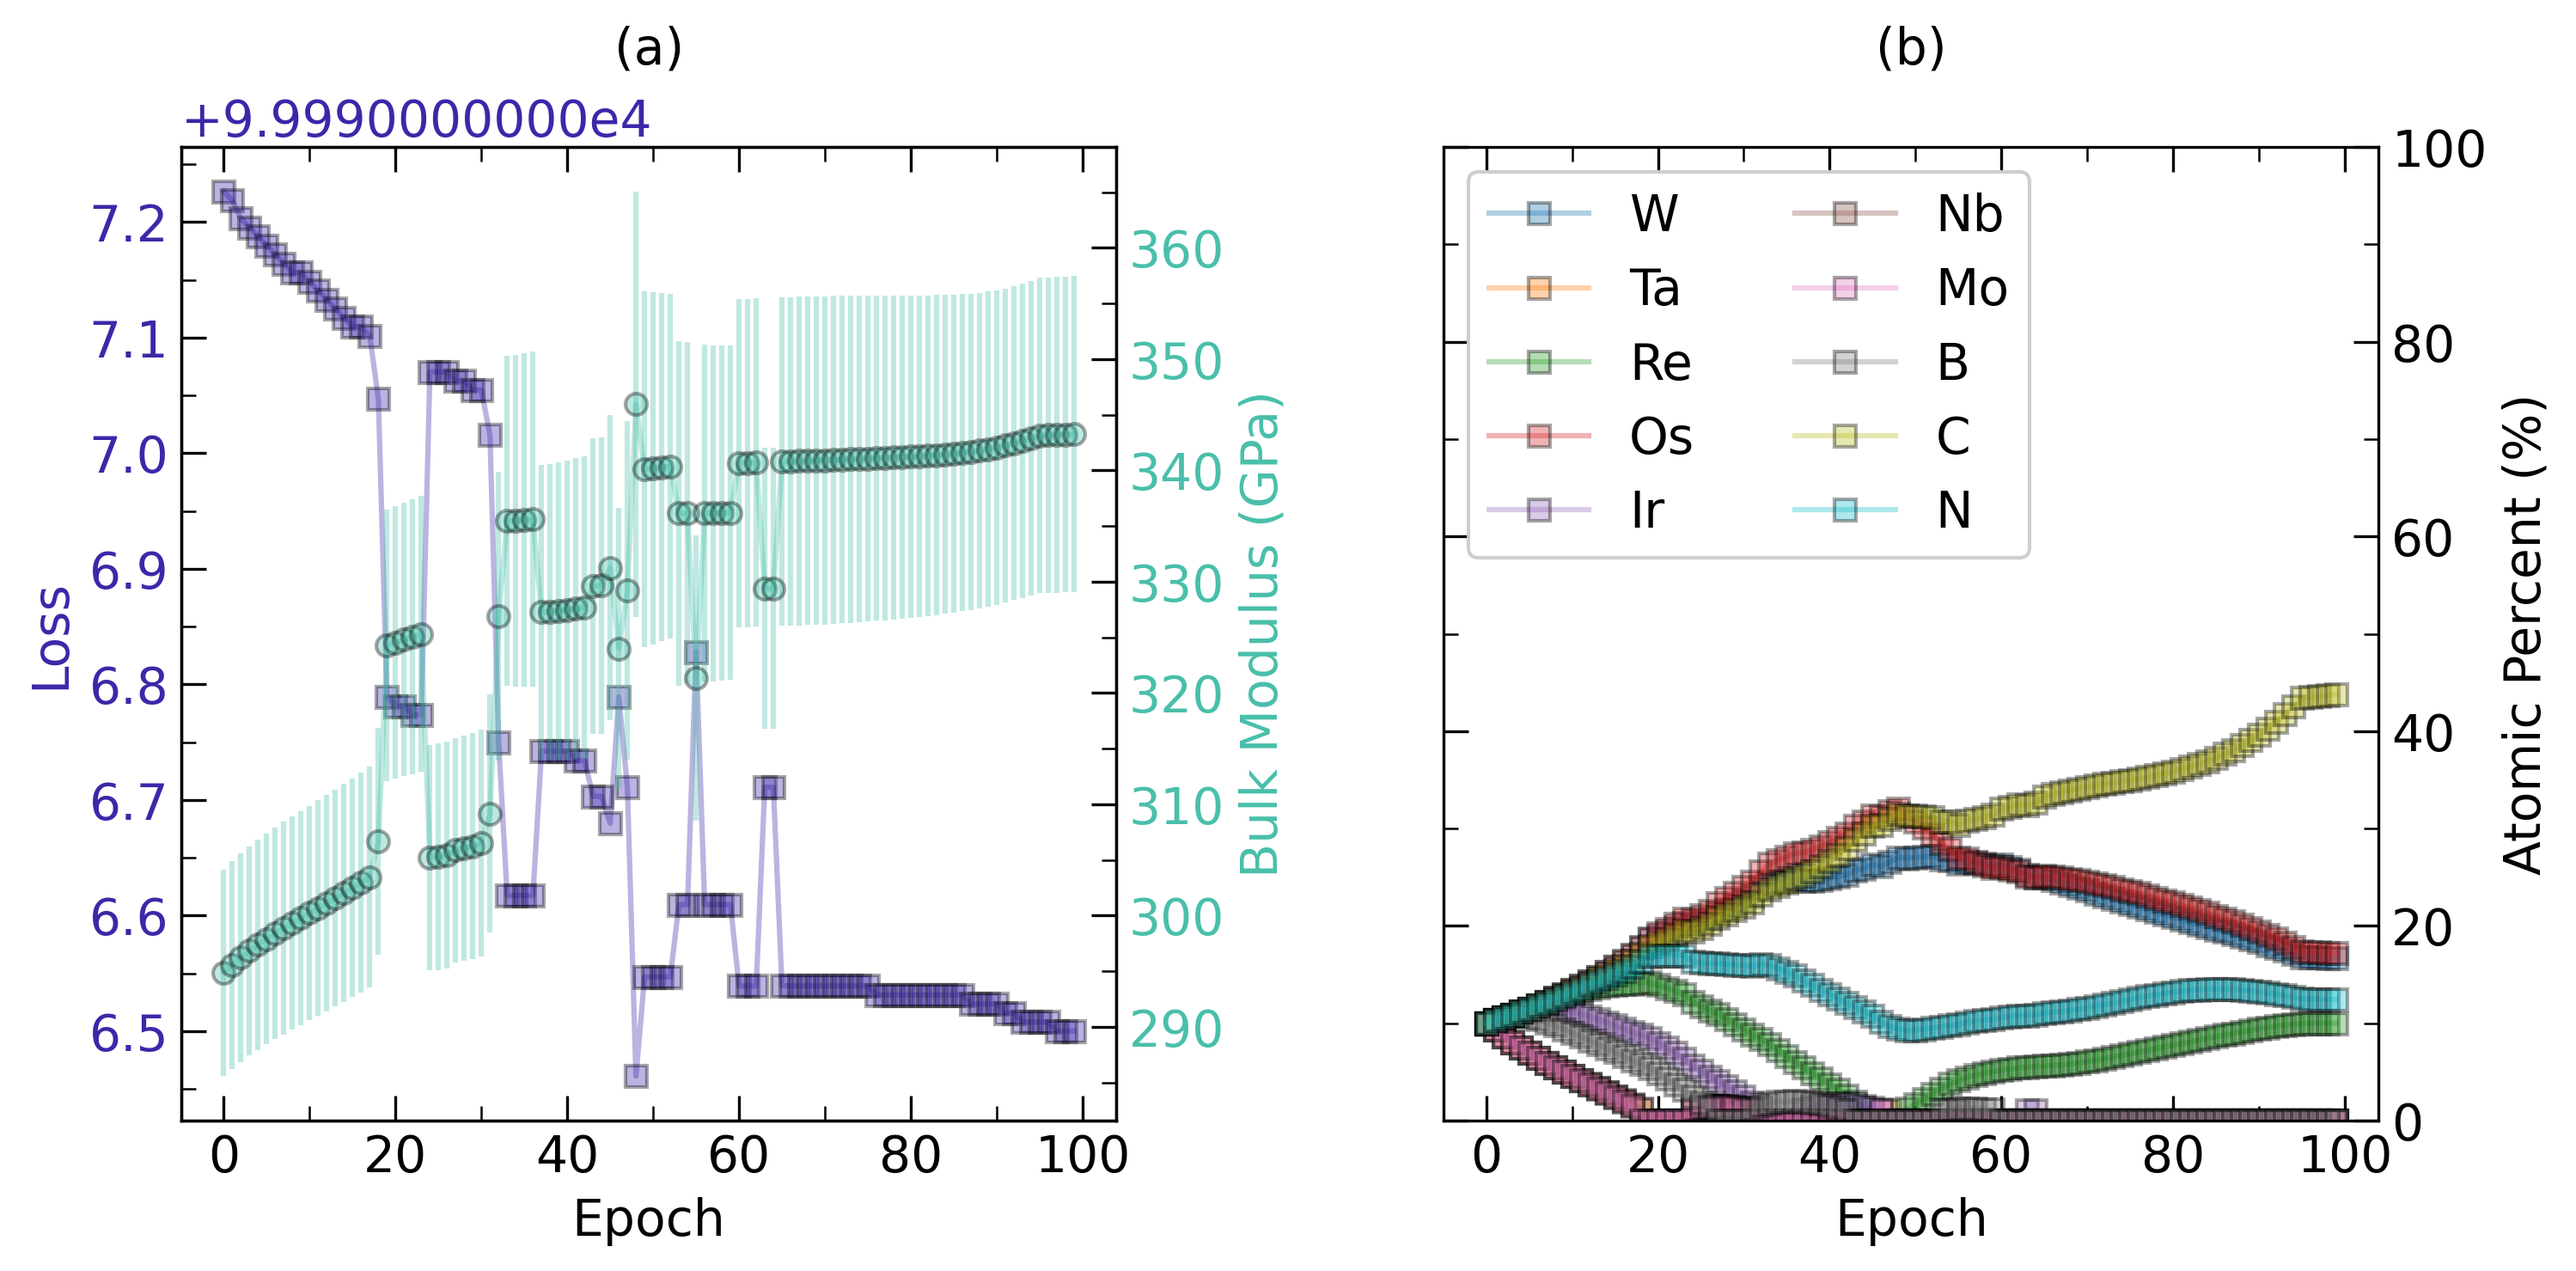 (a)
+9.9990000000e4
7.2
7.1
7.0
6.9
6.8
6.7
6.6
6.5
Loss
360
350
340
330
320
310
300
290
Bulk Modulus (GPa)
0 20 40 60 80 100
Epoch
(b)
W Nb
Ta Mo
Re B
Os C
Ir N
100
80
60
40
20
0
Atomic Percent (%)
0 20 40 60 80 100
Epoch